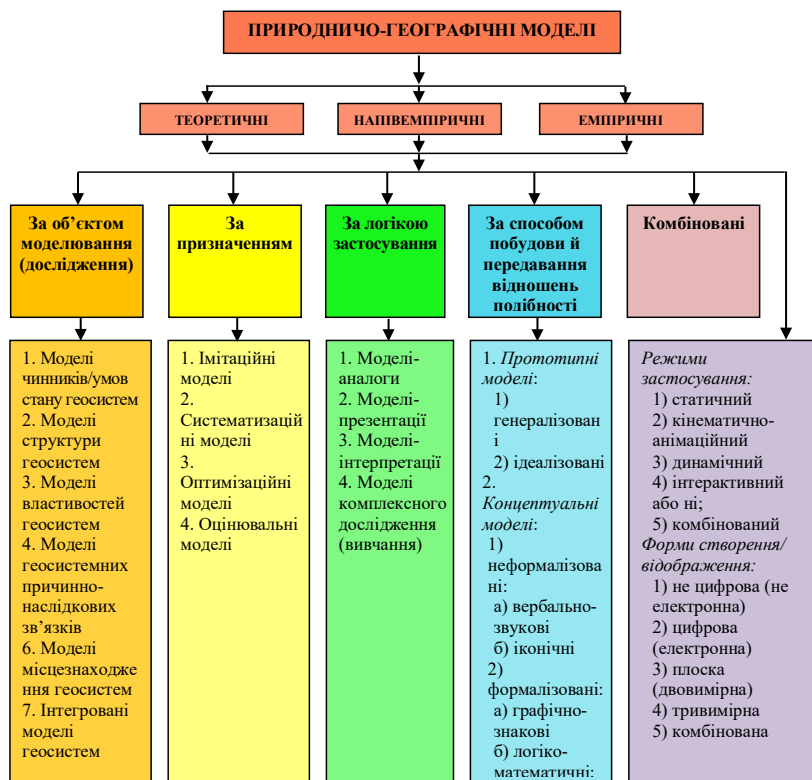 ПРИРОДНИЧО-ГЕОГРАФІЧНІ МОДЕЛІ
ТЕОРЕТИЧНІ
НАПІВЕМПІРИЧНІ
ЕМПІРИЧНІ
За об’єктом
моделювання
(дослідження)
За
призначенням
За логікою
застосування
За способом
побудови й
передавання
відношень
подібності
Комбіновані
1. Моделі
чинників/умов
стану геосистем
2. Моделі
структури
геосистем
3. Моделі
властивостей
геосистем
4. Моделі
геосистемних
причинно-
наслідкових
зв’язків
6. Моделі
місцезнаходже
ння геосистем
7. Інтегровані
моделі
геосистем
1. Імітаційні
моделі
2.
Систематизацій
ні моделі
3.
Оптимізаційні
моделі
4. Оцінювальні
моделі
1. Моделі-
аналоги
2. Моделі-
презентації
3. Моделі-
інтерпретації
4. Моделі
комплексного
дослідження
(вивчання)
1. Прототипні
моделі:
1)
генералізован
і
2) ідеалізовані
2.
Концептуальні
моделі:
1)
неформалізова
ні:
а) вербально-
звукові
б) іконічні
2)
формалізовані:
а) графічно-
знакові
б) логіко-
математичні:
Режими
застосування:
1) статичний
2) кінематично-
анімаційний
3) динамічний
4) інтерактивний
або ні;
5) комбінований
Форми створення/
відображення:
1) не цифрова (не
електронна)
2) цифрова
(електронна)
3) плоска
(двовимірна)
4) тривимірна
5) комбінована